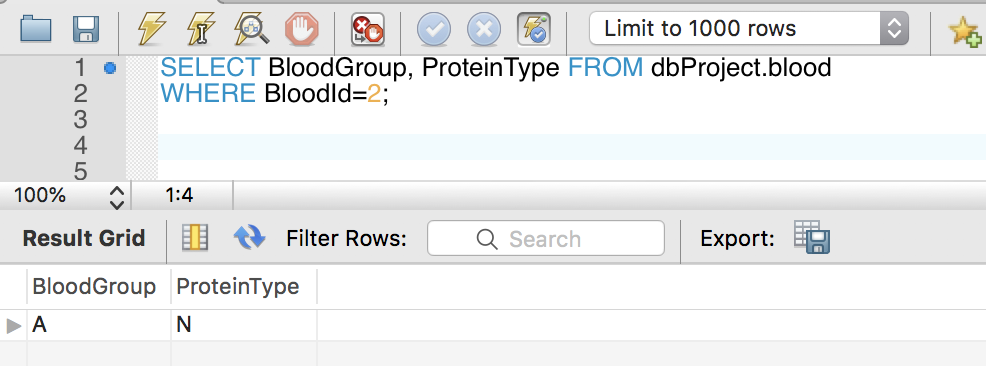 Limit to 1000 rows
1 SELECT BloodGroup, ProteinType FROM dbProject.blood
2 WHERE BloodId=2;
3
4
5
100% 1:4
Result Grid Filter Rows: Search Export:
BloodGroup ProteinType
A N